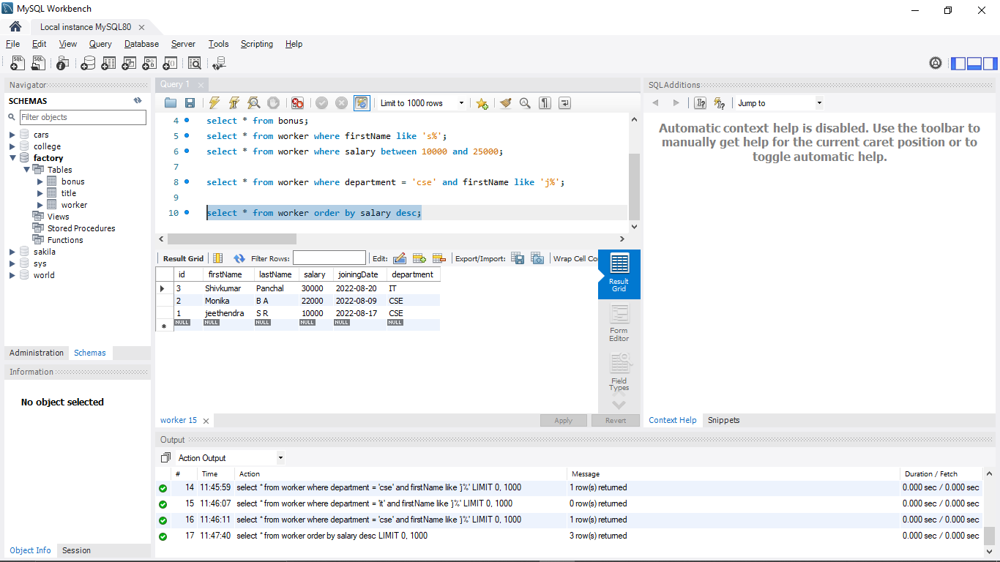 MySQL Workbench
Local instance MySQL80
File Edit View Query Database Server Tools Scripting Help
Navigator
SCHEMAS
Filter objects
cars
college
factory
Tables
bonus
title
worker
Views
Stored Procedures
Functions
sakila
sys
world
Administration Schemas
Information
No object selected
Object Info Session
Query 1
Limit to 1000 rows
4 select * from bonus;
5 select * from worker where firstName like 's%';
6 select * from worker where salary between 10000 and 25000;
7
8 select * from worker where department = 'cse' and firstName like 'j%';
9
10 select * from worker order by salary desc;
Result Grid Filter Rows: Edit: Export/Import: Wrap Cell Co
id firstName lastName salary joiningDate department
3 Shivkumar Panchal 30000 2022-08-20 IT
2 Monika B A 22000 2022-08-09 CSE
1 jeethendra S R 10000 2022-08-17 CSE
NULL NULL NULL NULL NULL NULL
Result
Grid
Form
Editor
Field
Types
worker 15 Apply Revert
SQLAdditions
Jump to
Automatic context help is disabled. Use the toolbar to
manually get help for the current caret position or to
toggle automatic help.
Context Help Snippets
Output
Action Output
# Time Action Message Duration / Fetch
14 11:45:59 select * from worker where department = 'cse' and firstName like 'j%' LIMIT 0, 1000 1 row(s) returned 0.000 sec / 0.000 sec
15 11:46:07 select * from worker where department = 'it' and firstName like 'j%' LIMIT 0, 1000 0 row(s) returned 0.000 sec / 0.000 sec
16 11:46:11 select * from worker where department = 'cse' and firstName like 'j%' LIMIT 0, 1000 1 row(s) returned 0.000 sec / 0.000 sec
17 11:47:40 select * from worker order by salary desc LIMIT 0, 1000 3 row(s) returned 0.000 sec / 0.000 sec